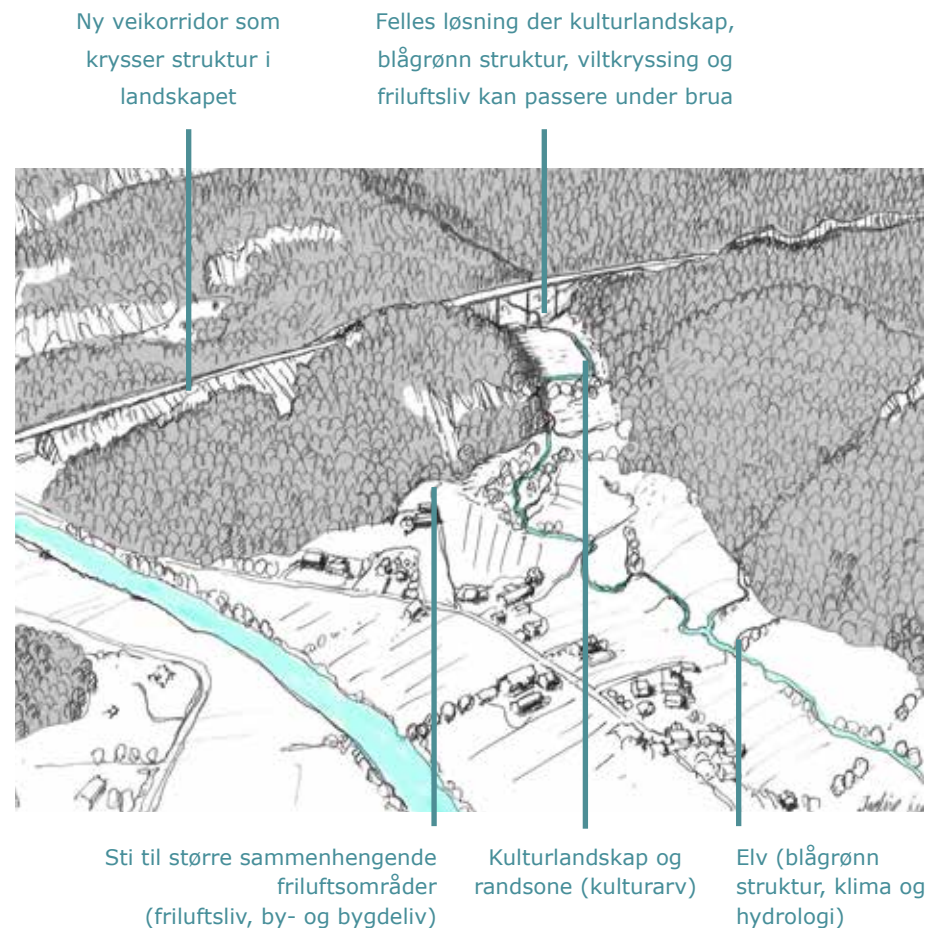 Ny veikorridor som
krysser struktur i
landskapet
Felles løsning der kulturlandskap,
blågrønn struktur, viltkryssing og
friluftsliv kan passere under brua
Sti til større sammenhengende
friluftsområder
(friluftsliv, by- og bygdeliv)
Kulturlandskap og
randsone (kulturarv)
Elv (blågrønn
struktur, klima og
hydrologi)